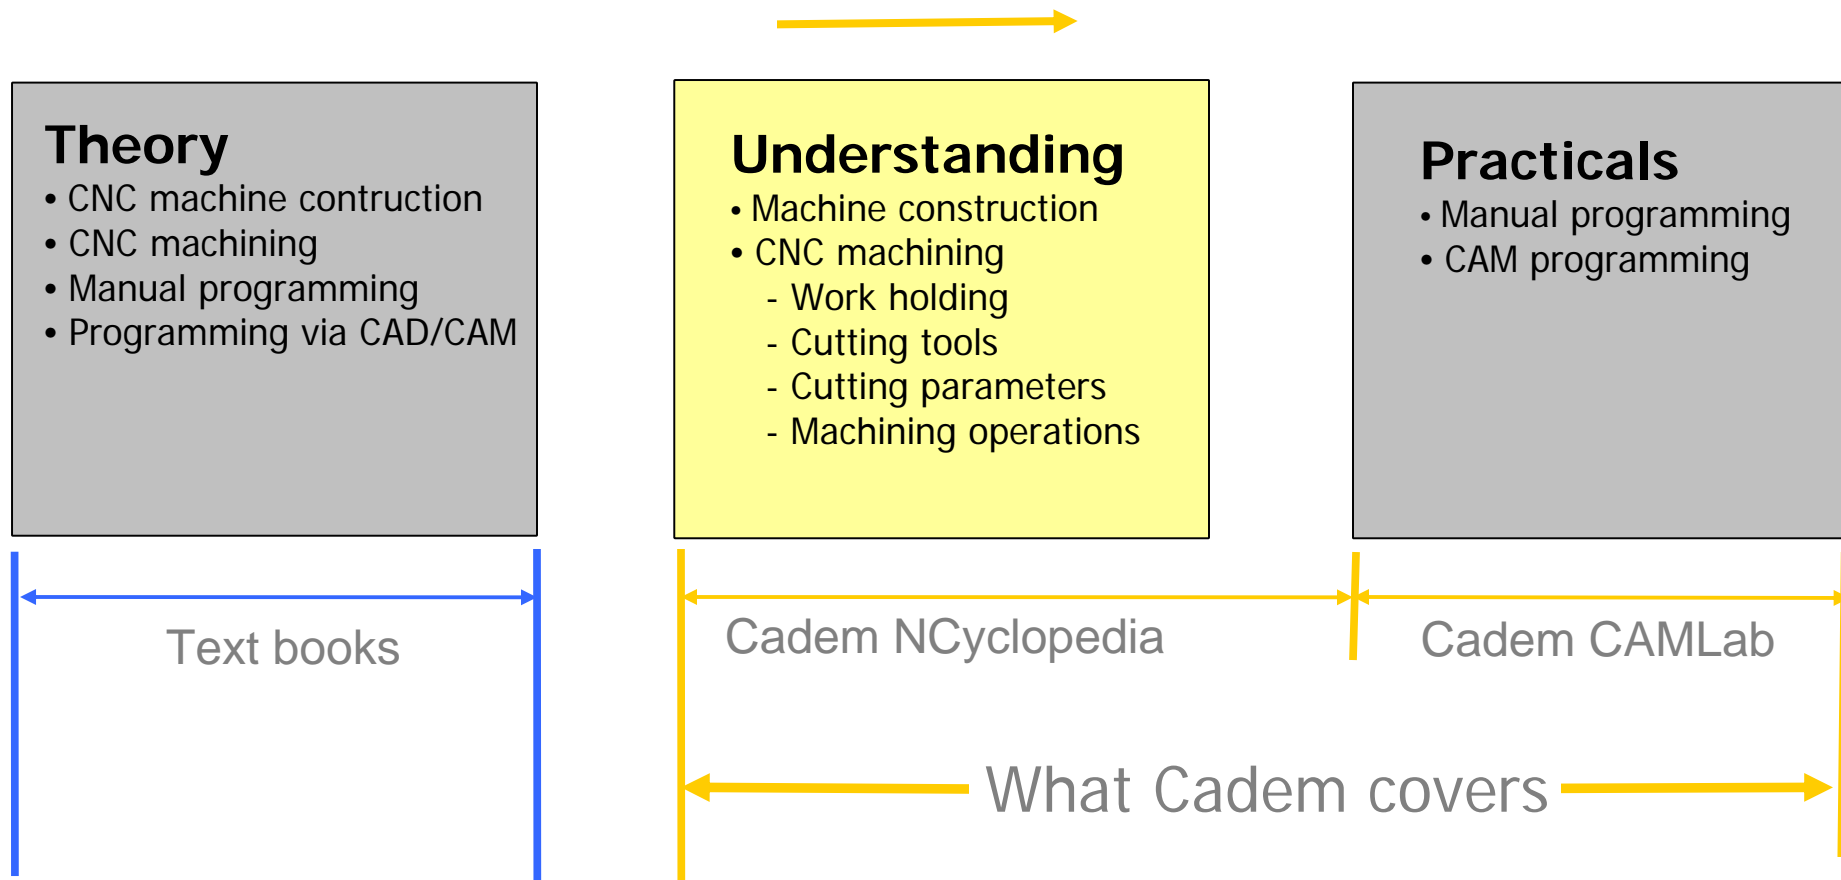 Theory
• CNC machine contruction
• CNC machining
• Manual programming
• Programming via CAD/CAM
Understanding
• Machine construction
• CNC machining
- Work holding
- Cutting tools
- Cutting parameters
- Machining operations
Practicals
• Manual programming
• CAM programming
Text books
Cadem NCyclopedia
Cadem CAMLab
What Cadem covers